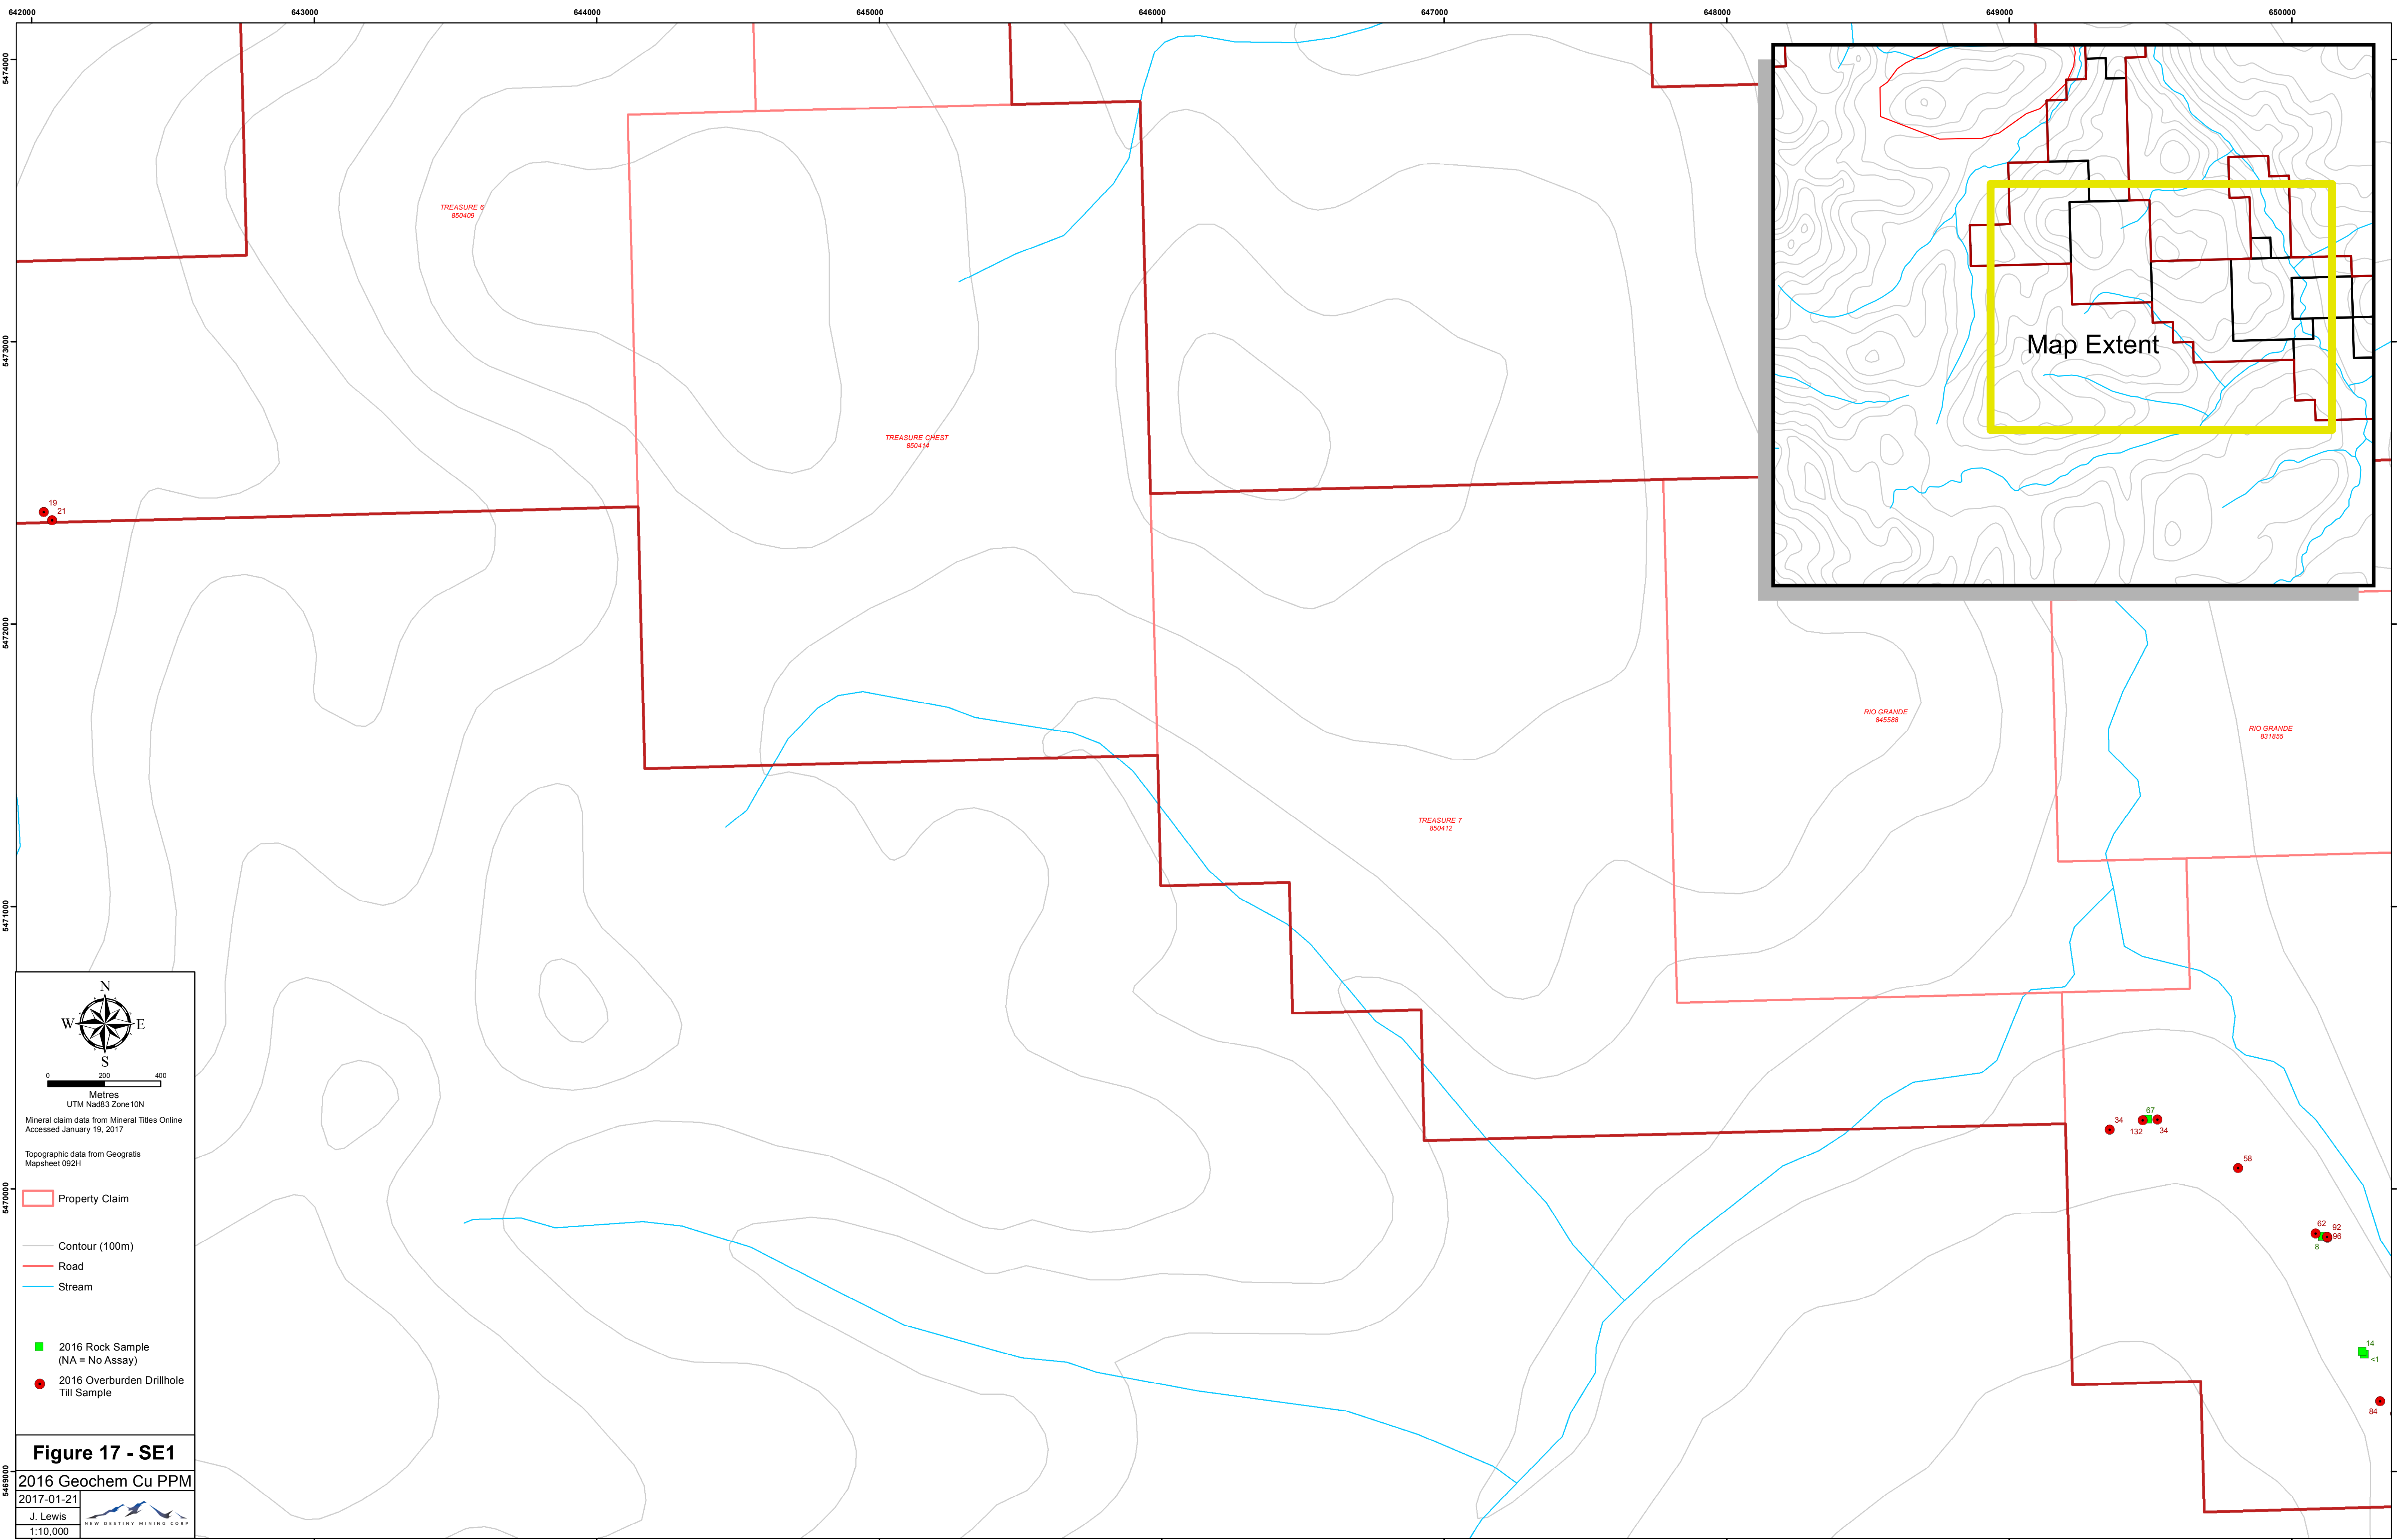 642000
643000
644000
645000
646000
647000
648000
649000
650000
5474000
5473000
5472000
5471000
5470000
5469000
Map Extent
TREASURE 6
850409
TREASURE CHEST
850414
19
21
RIO GRANDE
845588
RIO GRANDE
831855
TREASURE 7
850412
34
67
132
34
58
62
92
96
8
14
<1
84
N
W
E
S
0
200
400
Metres
UTM Nad83 Zone10N
Mineral claim data from Mineral Titles Online
Accessed January 19, 2017
Topographic data from Geogratis
Mapsheet 092H
Property Claim
Contour (100m)
Road
Stream
2016 Rock Sample
(NA = No Assay)
2016 Overburden Drillhole
Till Sample
Figure 17 - SE1
2016 Geochem Cu PPM
2017-01-21
J. Lewis
1:10,000
NEW DESTINY MINING CORP